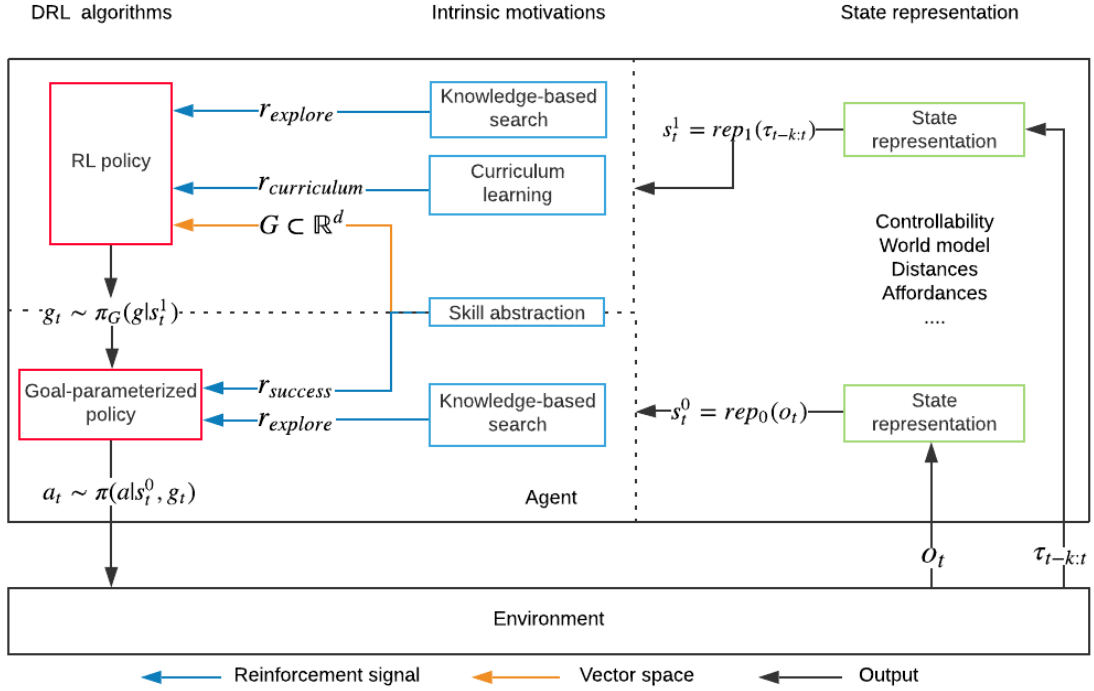 DRL algorithms
Intrinsic motivations
State representation
RL policy
r_explore
Knowledge-based
search
s_t^1 = rep_1(τ_{t−k:t})
State
representation
r_curriculum
Curriculum
learning
G ⊂ ℝ^d
Controllability
World model
Distances
Affordances
....
g_t ∼ π_G(g|s_t^1)
Skill abstraction
Goal-parameterized
policy
r_success
r_explore
Knowledge-based
search
s_t^0 = rep_0(o_t)
State
representation
a_t ∼ π(a|s_t^0, g_t)
Agent
o_t
τ_{t−k:t}
Environment
Reinforcement signal
Vector space
Output